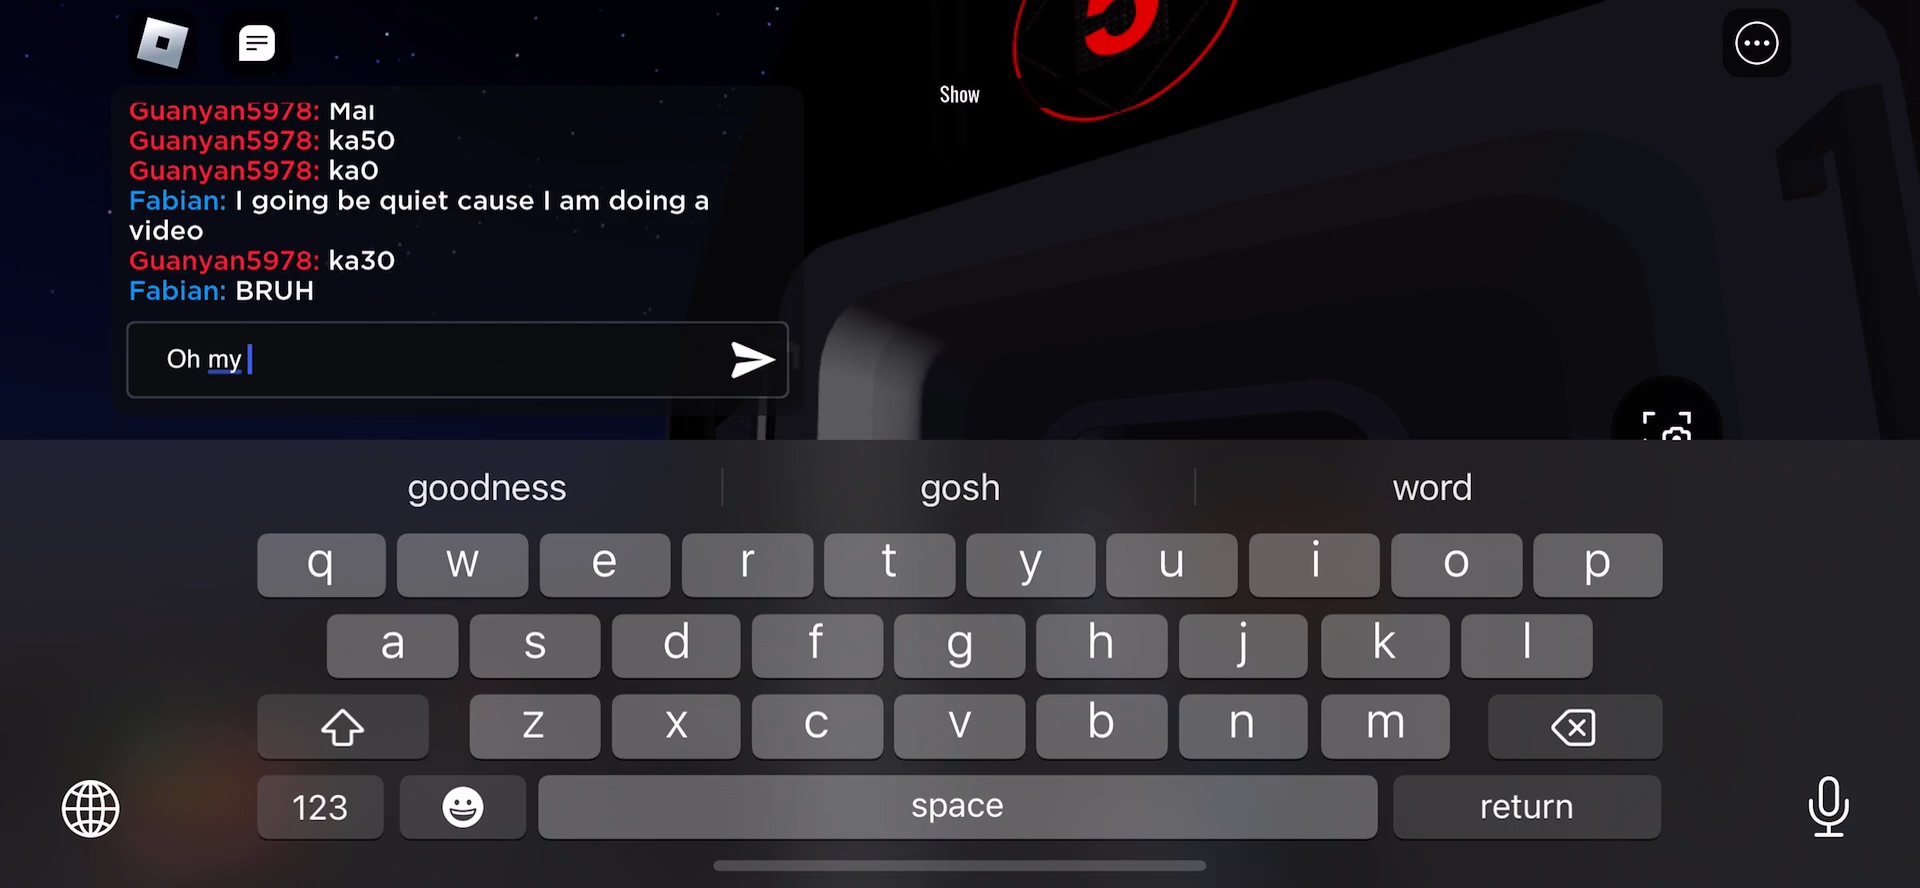 5
Show
Guanyan5978: Mai
Guanyan5978: ka50
Guanyan5978: ka0
Fabian: I going be quiet cause I am doing a
video
Guanyan5978: ka30
Fabian: BRUH
Oh my
goodness gosh word
q w e r t y u i o p
a s d f g h j k l
z x c v b n m
123 space return